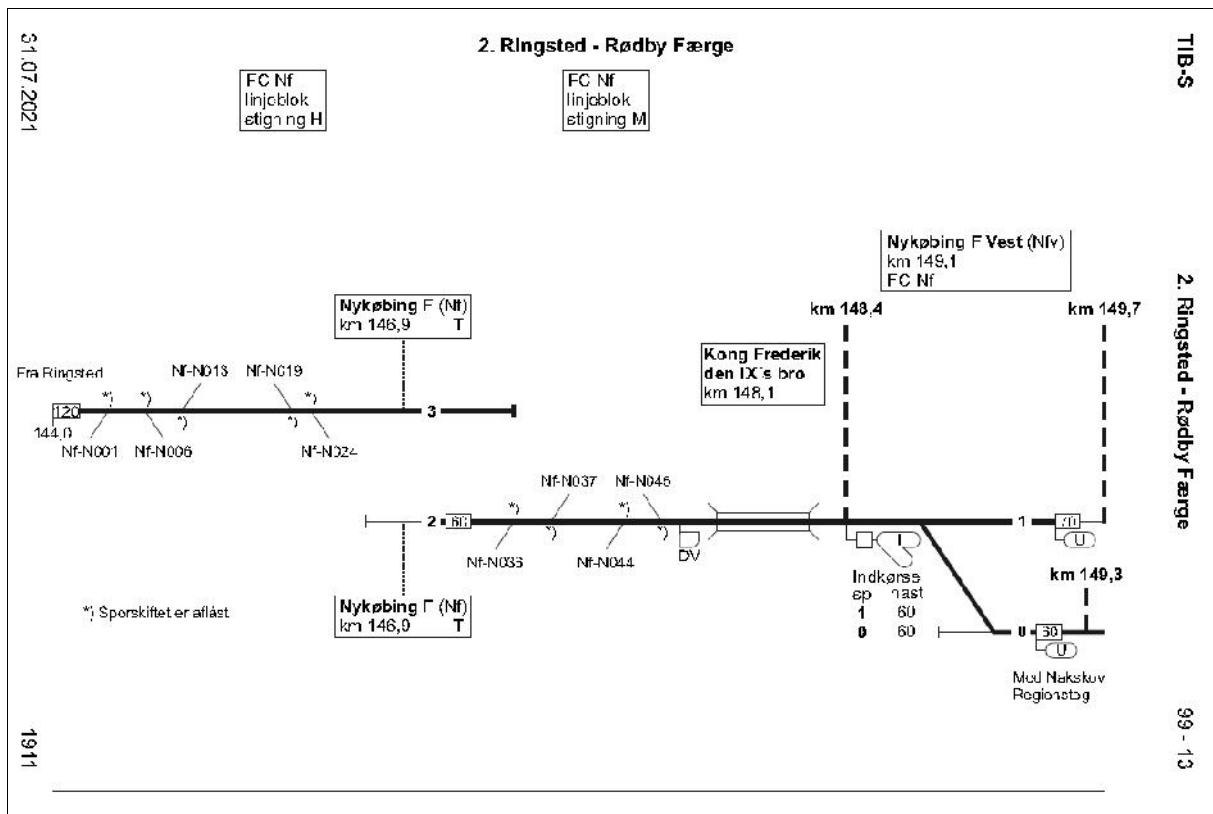 2. Ringsted - Rødby Færge
TIB-S
31.07.2021
FC Nf
linjeblok
stigning H
FC Nf
linjeblok
stigning M
Nykøbing F Vest (Nfv)
km 149,1
FC Nf
km 148,4
km 149,7
Nykøbing F (Nf)
km 146,9 T
Kong Frederik
den IX's bro
km 148,1
2. Ringsted - Rødby Færge
Fra Ringsted
Nf-N013
Nf-N019
*)
*)
*)
120
3
*)
*)
144,0
Nf-N001
Nf-N006
Nf-N024
Nf-N037
Nf-N045
*)
*)
2
60
1
70
*)
*)
U
I
Nf-N036
Nf-N044
DV
km 149,3
Indkørse
sp hast
1 60
0 60
*) Sporskiftet er aflåst
Nykøbing F (Nf)
km 146,9 T
0
60
U
Mod Nakskov
Regionstog
1911
99 - 13